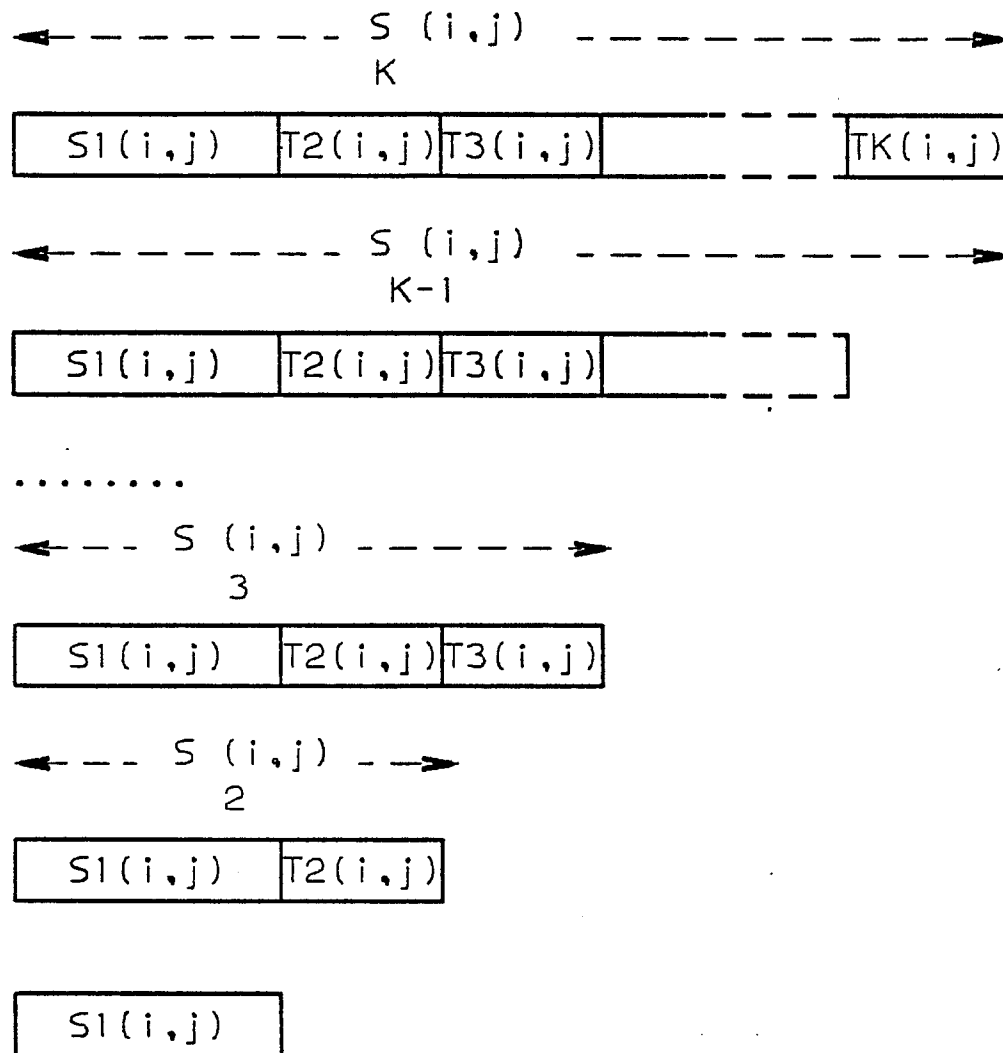 S (i,j)
K
S1(i,j) T2(i,j) T3(i,j) TK(i,j)
S (i,j)
K-1
S1(i,j) T2(i,j) T3(i,j)
........
S (i,j)
3
S1(i,j) T2(i,j) T3(i,j)
S (i,j)
2
S1(i,j) T2(i,j)
S1(i,j)